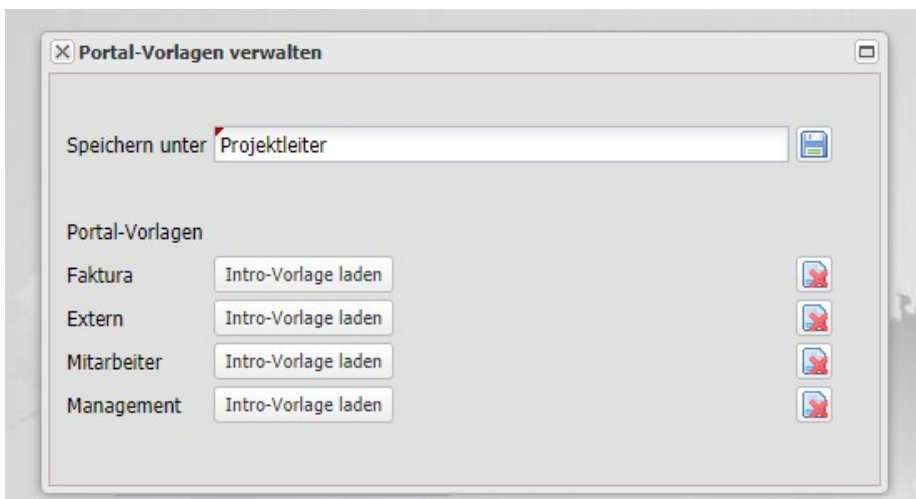 Portal-Vorlagen verwalten
Speichern unter Projektleiter
Portal-Vorlagen
Faktura Intro-Vorlage laden
Extern Intro-Vorlage laden
Mitarbeiter Intro-Vorlage laden
Management Intro-Vorlage laden